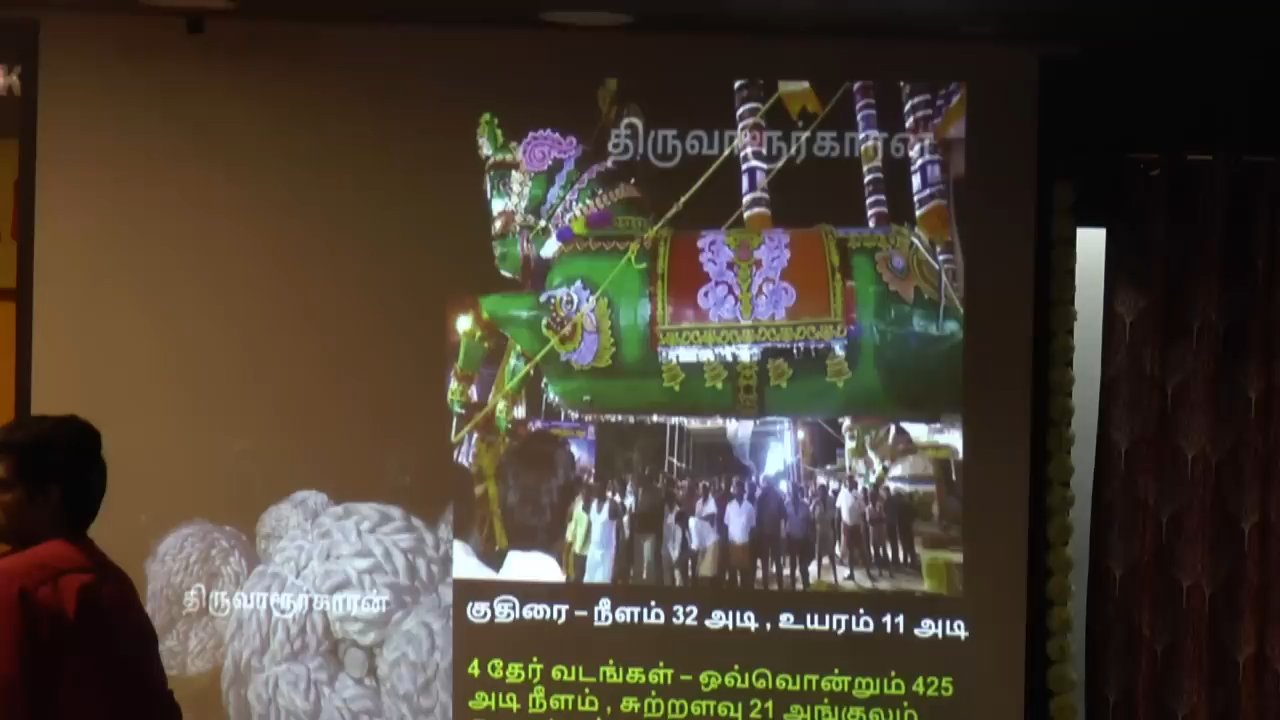 K
திருவாரூர்காரன்
திருவாரூர்காரன்
குதிரை – நீளம் 32 அடி , உயரம் 11 அடி
4 தேர் வடங்கள் – ஒவ்வொன்றும் 425
அடி நீளம் , சுற்றளவு 21 அங்குலம்